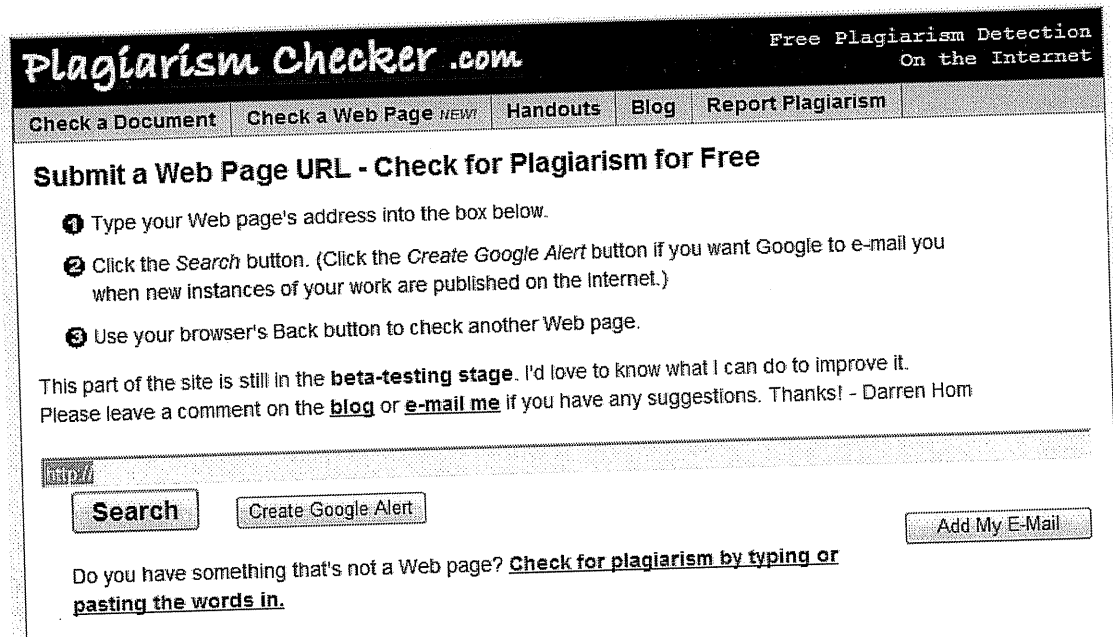 Plagiarism Checker .com
Free Plagiarism Detection
On the Internet
Check a Document
Check a Web Page NEW!
Handouts
Blog
Report Plagiarism
Submit a Web Page URL - Check for Plagiarism for Free
1 Type your Web page's address into the box below.
2 Click the Search button. (Click the Create Google Alert button if you want Google to e-mail you
when new instances of your work are published on the Internet.)
3 Use your browser's Back button to check another Web page.
This part of the site is still in the beta-testing stage. I'd love to know what I can do to improve it.
Please leave a comment on the blog or e-mail me if you have any suggestions. Thanks! - Darren Hom
http://
Search
Create Google Alert
Add My E-Mail
Do you have something that's not a Web page? Check for plagiarism by typing or
pasting the words in.